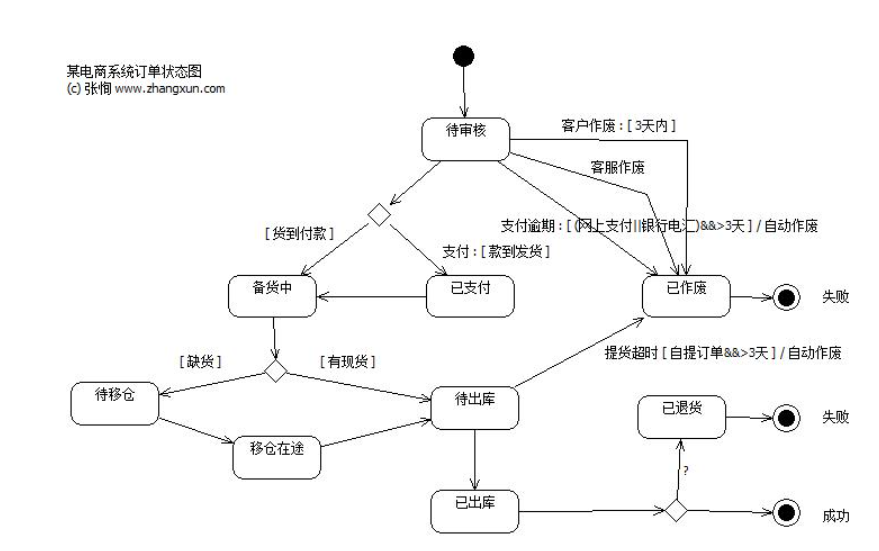 某电商系统订单状态图
(c) 张恂 www.zhangxun.com
待审核
客户作废 : [ 3天内 ]
客服作废
支付逾期 : [ (网上支付||银行电汇)&&>3天 ] / 自动作废
[ 货到付款 ]
支付 : [ 款到发货 ]
备货中
已支付
已作废
失败
[ 缺货 ]
[ 有现货 ]
提货超时 [ 自提订单&&>3天 ] / 自动作废
待移仓
待出库
已退货
失败
移仓在途
?
已出库
成功